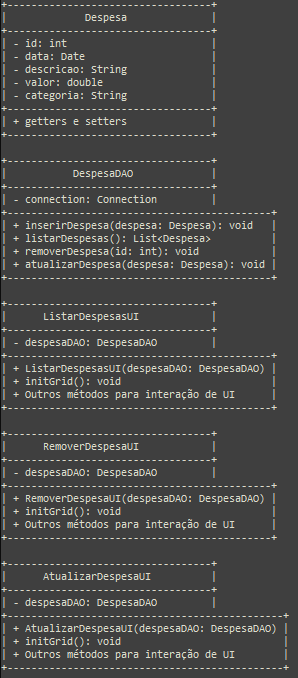 Despesa
- id: int
- data: Date
- descricao: String
- valor: double
- categoria: String
+ getters e setters
DespesaDAO
- connection: Connection
+ inserirDespesa(despesa: Despesa): void
+ listarDespesas(): List<Despesa>
+ removerDespesa(id: int): void
+ atualizarDespesa(despesa: Despesa): void
ListarDespesasUI
- despesaDAO: DespesaDAO
+ ListarDespesasUI(despesaDAO: DespesaDAO)
+ initGrid(): void
+ Outros métodos para interação de UI
RemoverDespesaUI
- despesaDAO: DespesaDAO
+ RemoverDespesaUI(despesaDAO: DespesaDAO)
+ initGrid(): void
+ Outros métodos para interação de UI
AtualizarDespesaUI
- despesaDAO: DespesaDAO
+ AtualizarDespesaUI(despesaDAO: DespesaDAO)
+ initGrid(): void
+ Outros métodos para interação de UI